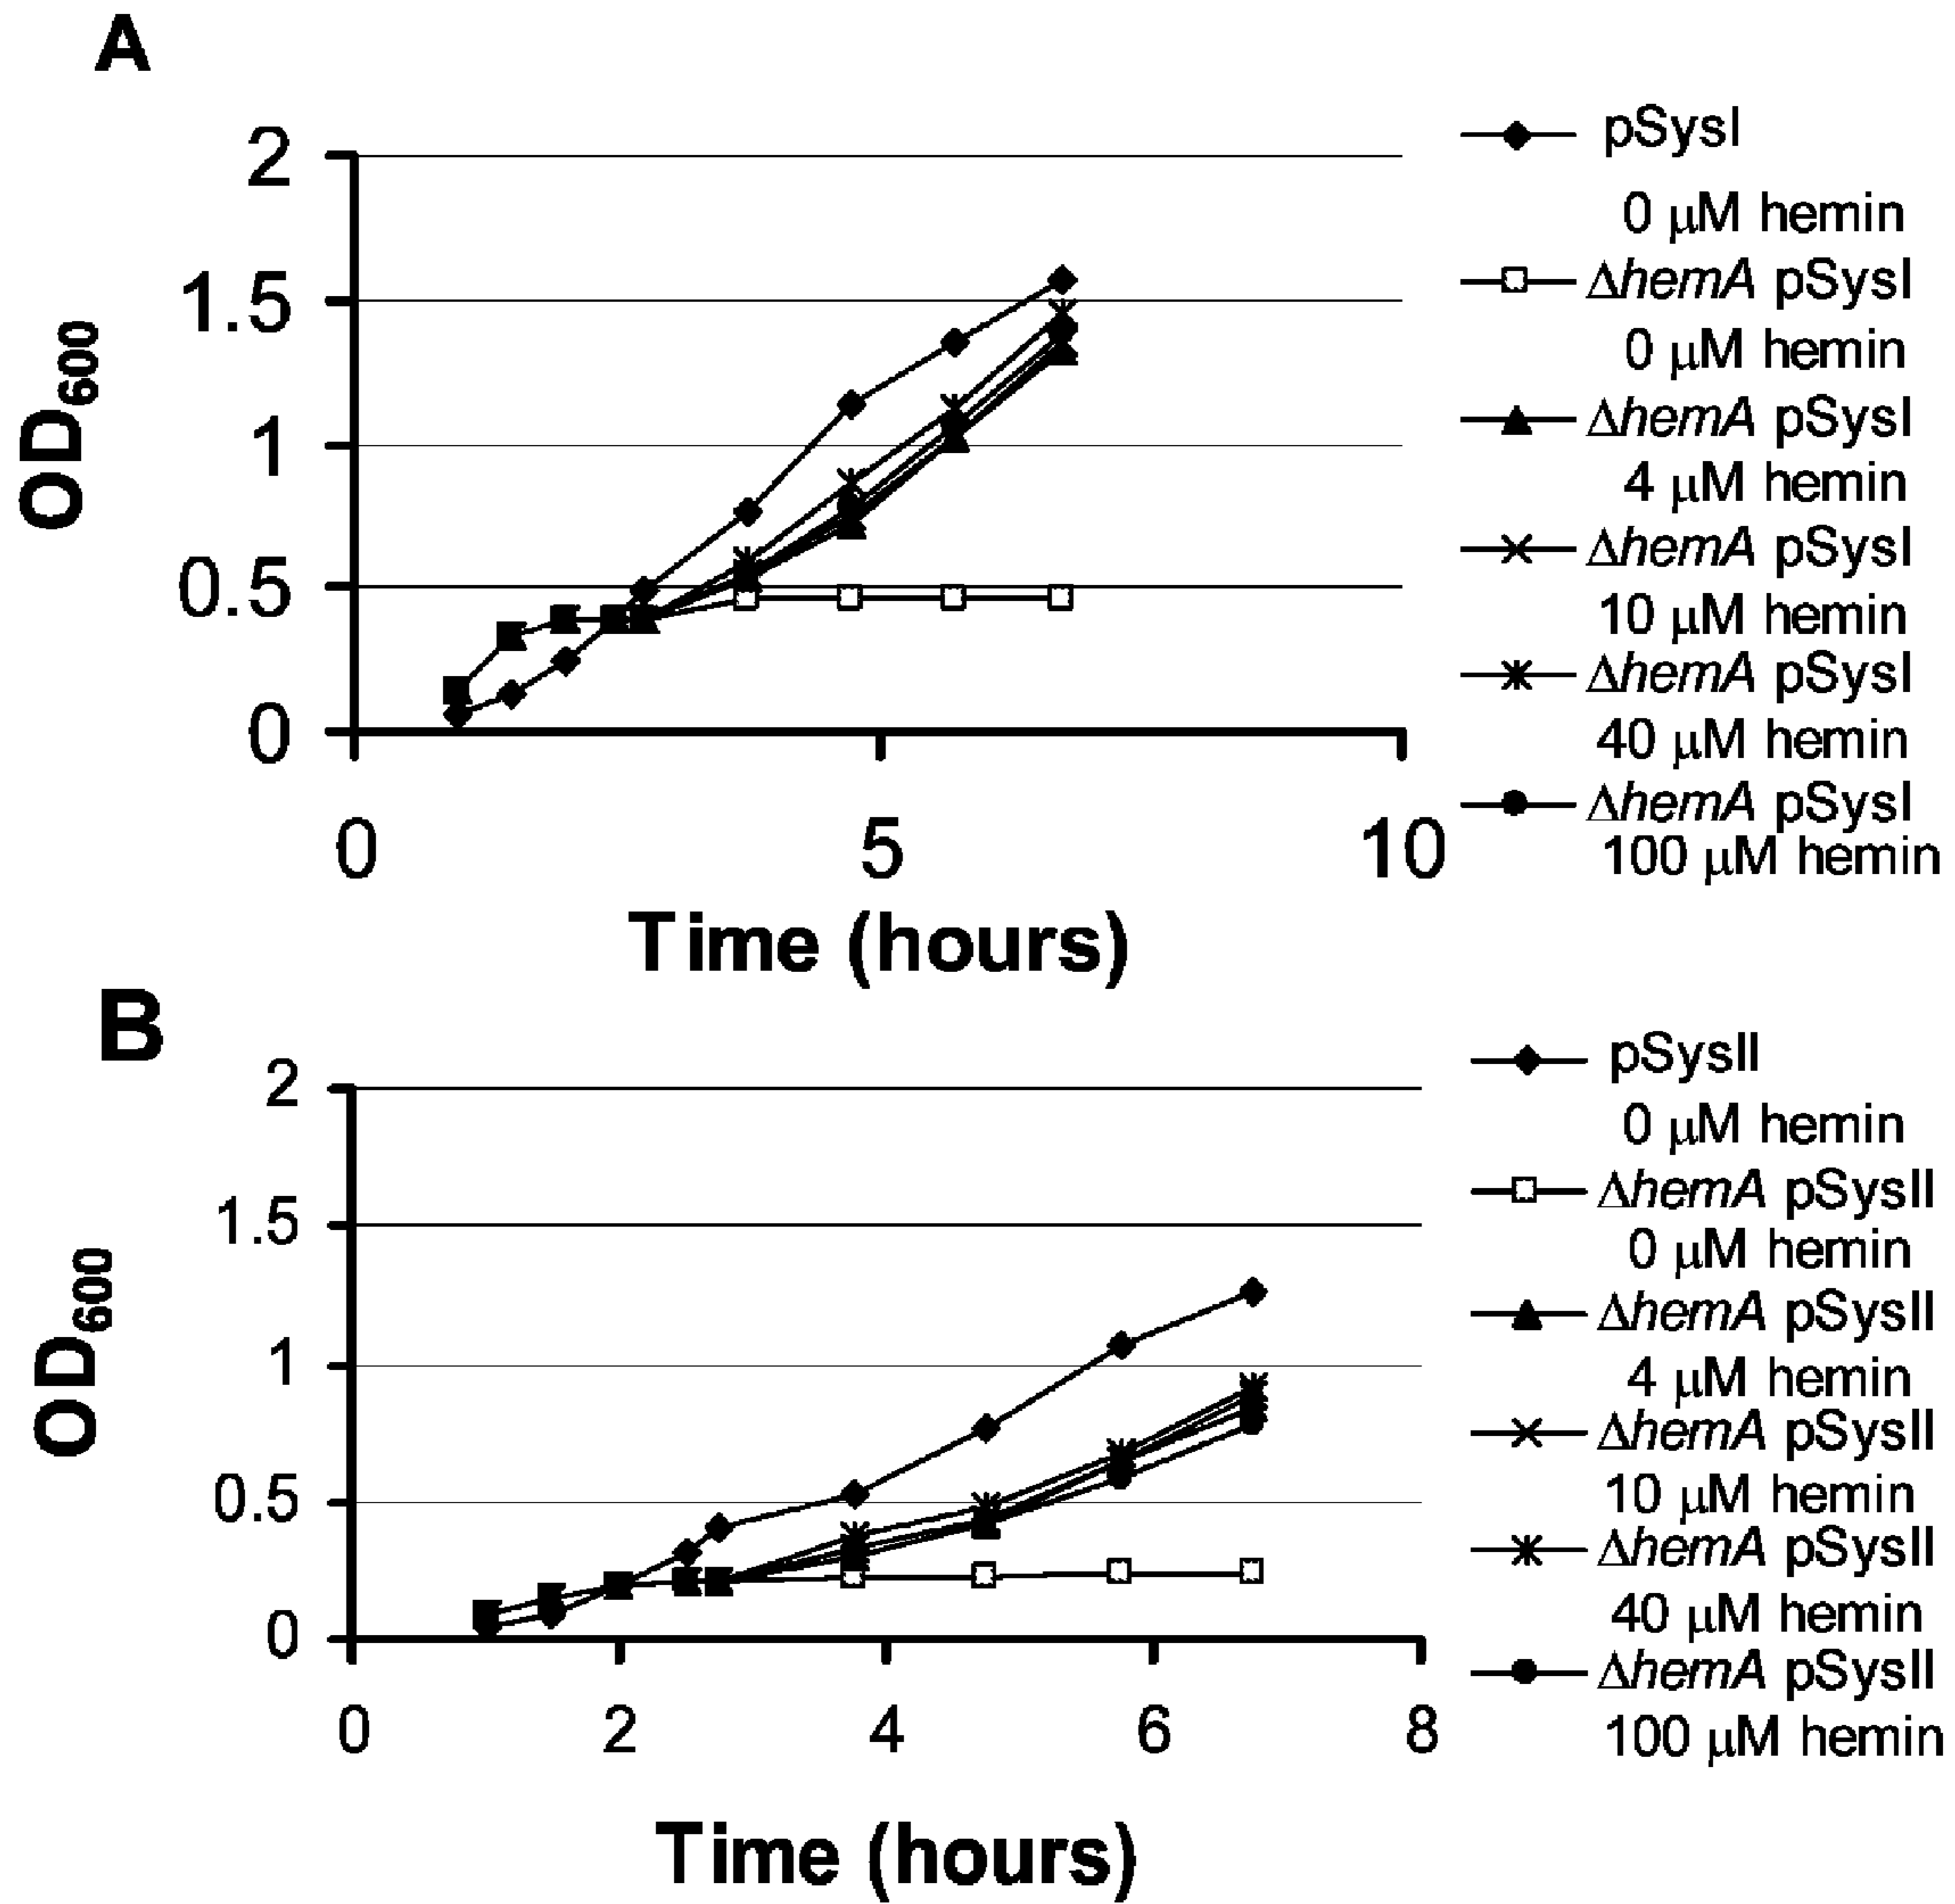 A
2
1.5
1
0.5
0
OD600
0
5
10
Time (hours)
pSysI
0 μM hemin
ΔhemA pSysI
0 μM hemin
ΔhemA pSysI
4 μM hemin
ΔhemA pSysI
10 μM hemin
ΔhemA pSysI
40 μM hemin
ΔhemA pSysI
100 μM hemin
B
2
1.5
1
0.5
0
OD600
0
2
4
6
8
Time (hours)
pSysII
0 μM hemin
ΔhemA pSysII
0 μM hemin
ΔhemA pSysII
4 μM hemin
ΔhemA pSysII
10 μM hemin
ΔhemA pSysII
40 μM hemin
ΔhemA pSysII
100 μM hemin